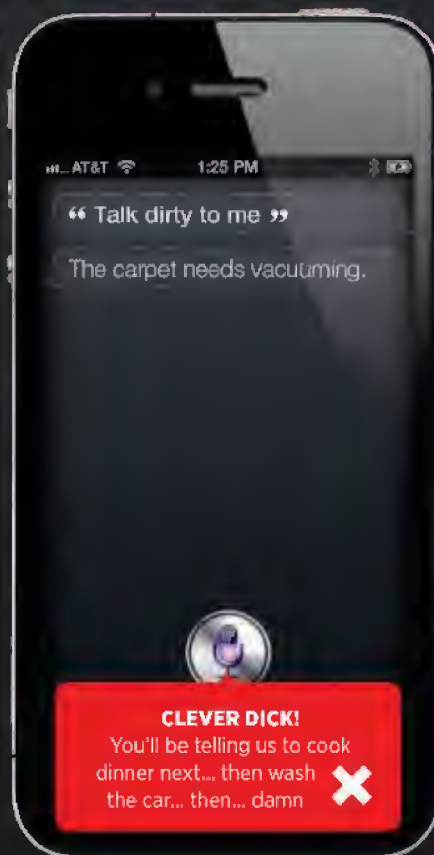 AT&T 1:25 PM
“ Talk dirty to me ”
The carpet needs vacuuming.
CLEVER DICK!
You'll be telling us to cook
dinner next... then wash
the car... then... damn